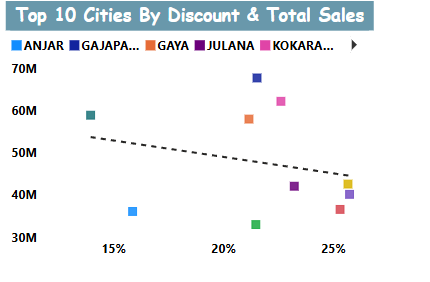 Top 10 Cities By Discount & Total Sales
ANJAR GAJAPA... GAYA JULANA KOKARA...
70M
60M
50M
40M
30M
15% 20% 25%